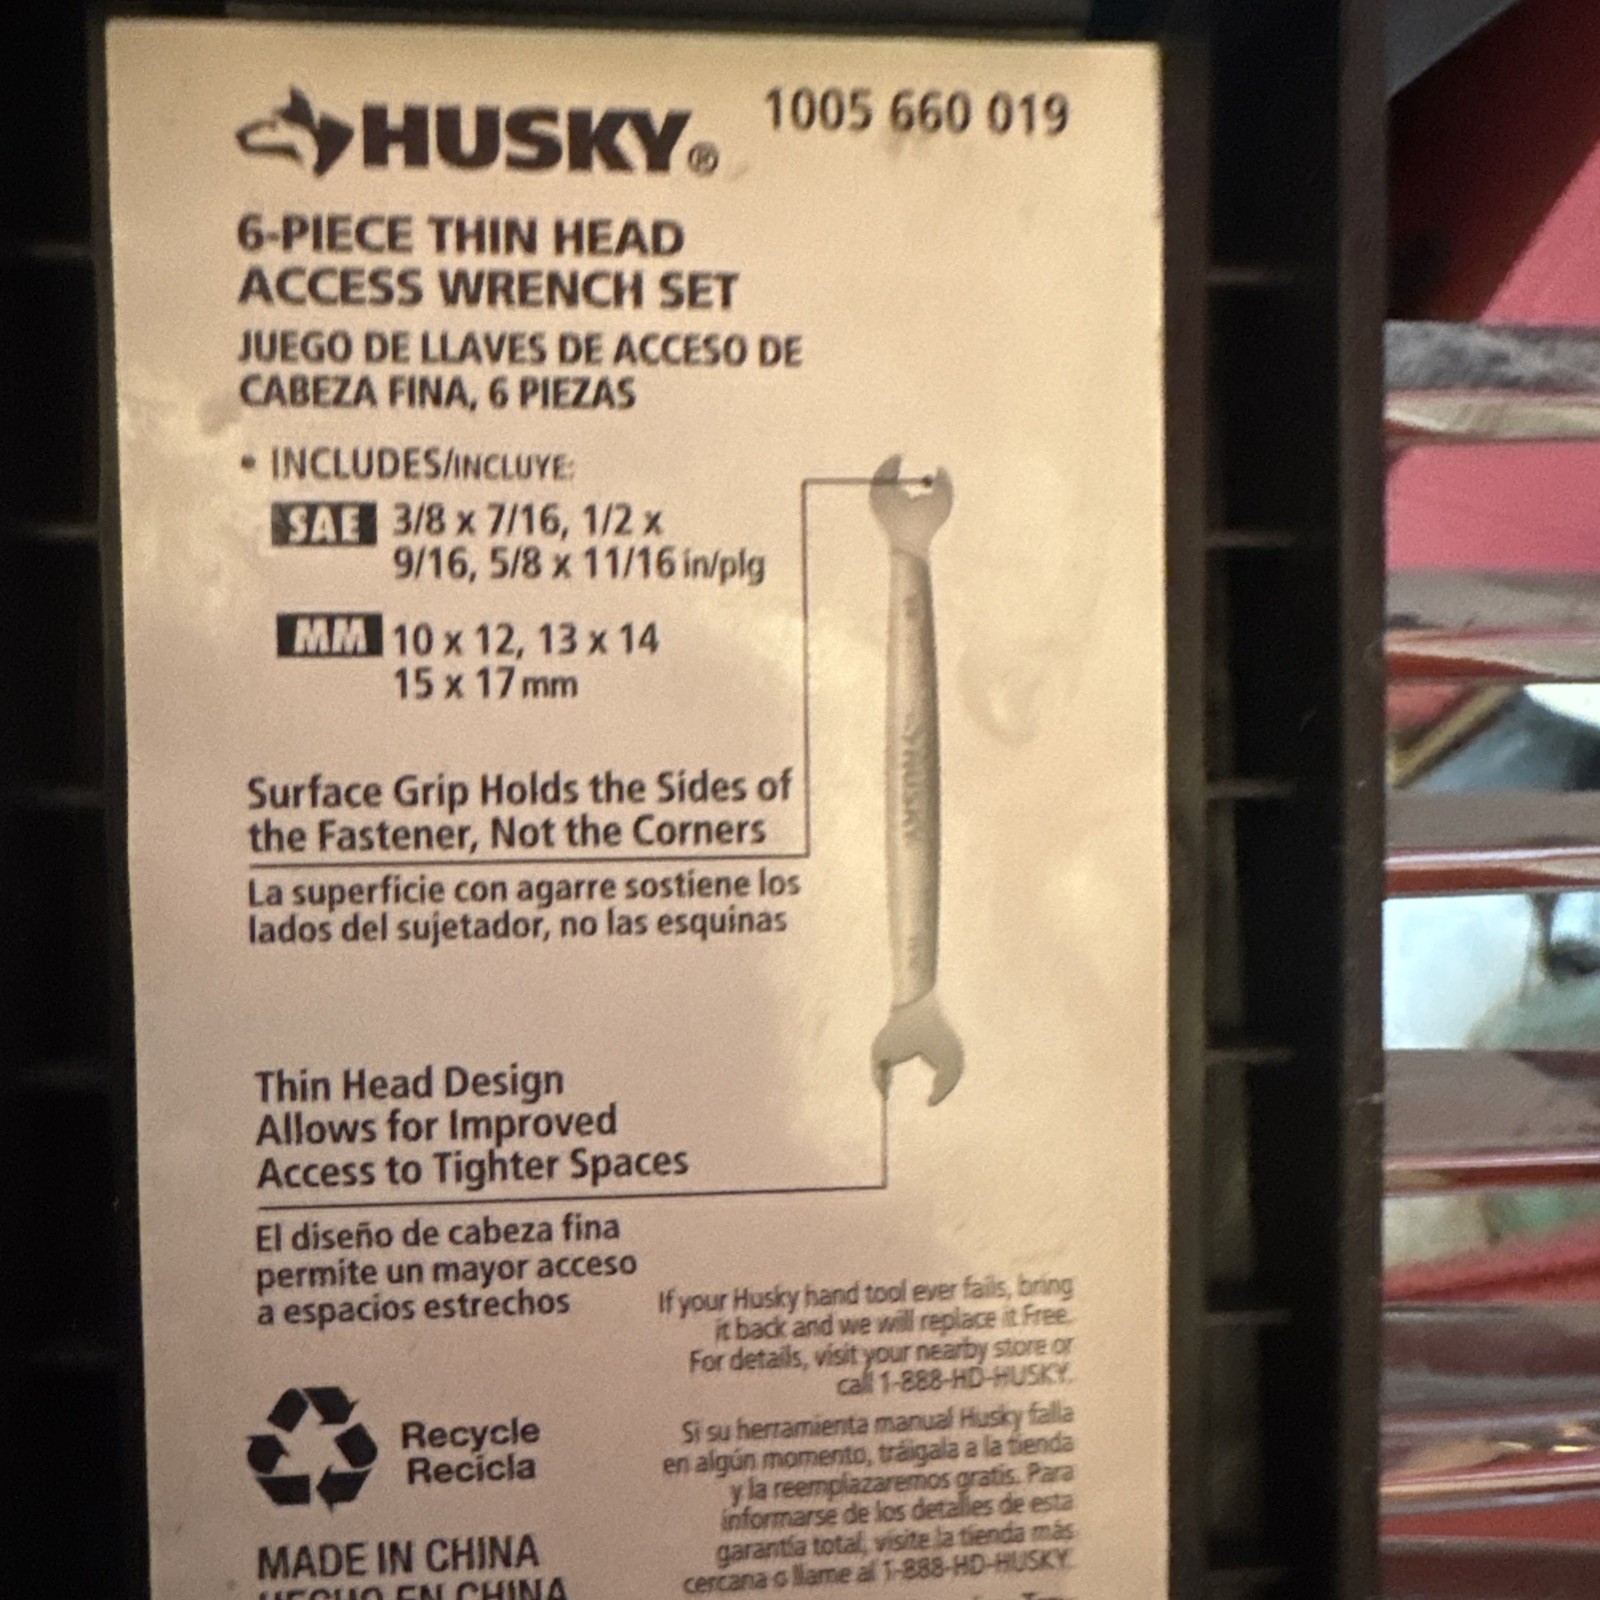 HUSKY®
1005 660 019
6-PIECE THIN HEAD
ACCESS WRENCH SET
JUEGO DE LLAVES DE ACCESO DE
CABEZA FINA, 6 PIEZAS
• INCLUDES/INCLUYE:
SAE 3/8 x 7/16, 1/2 x
9/16, 5/8 x 11/16 in/plg
MM 10 x 12, 13 x 14
15 x 17 mm
HUSKY
Surface Grip Holds the Sides of
the Fastener, Not the Corners
La superficie con agarre sostiene los
lados del sujetador, no las esquinas
Thin Head Design
Allows for Improved
Access to Tighter Spaces
El diseño de cabeza fina
permite un mayor acceso
a espacios estrechos
If your Husky hand tool ever fails, bring
it back and we will replace it Free.
For details, visit your nearby store or
call 1-888-HD-HUSKY.
Si su herramienta manual Husky falla
en algún momento, tráigala a la tienda
y la reemplazaremos gratis. Para
informarse de los detalles de esta
garantía total, visite la tienda más
cercana o llame al 1-888-HD-HUSKY.
Recycle
Recicla
MADE IN CHINA
HECHO EN CHINA